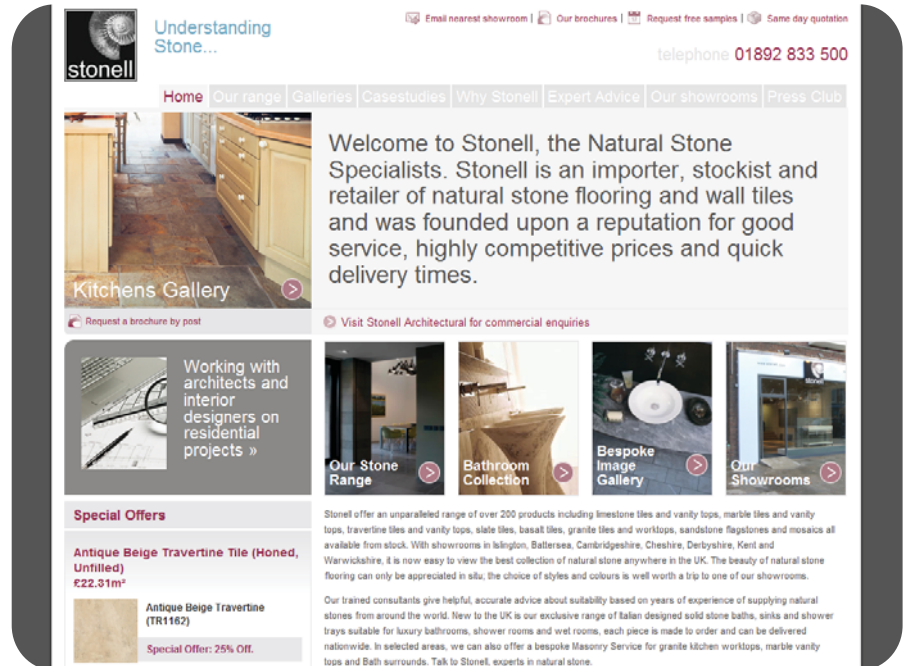 stonell
Understanding
Stone...
Email nearest showroom | Our brochures | Request free samples | Same day quotation
telephone 01892 833 500
Home Our range Galleries Casestudies Why Stonell Expert Advice Our showrooms Press Club
Kitchens Gallery
Welcome to Stonell, the Natural Stone
Specialists. Stonell is an importer, stockist and
retailer of natural stone flooring and wall tiles
and was founded upon a reputation for good
service, highly competitive prices and quick
delivery times.
Request a brochure by post
Visit Stonell Architectural for commercial enquiries
Working with
architects and
interior
designers on
residential
projects »
Our Stone
Range
Bathroom
Collection
Bespoke
Image
Gallery
stonell
Our
Showrooms
Special Offers
Antique Beige Travertine Tile (Honed,
Unfilled)
£22.31m²
Antique Beige Travertine
(TR1162)
Special Offer: 25% Off.
Stonell offer an unparalleled range of over 200 products including limestone tiles and vanity tops, marble tiles and vanity
tops, travertine tiles and vanity tops, slate tiles, basalt tiles, granite tiles and worktops, sandstone flagstones and mosaics all
available from stock. With showrooms in Islington, Battersea, Cambridgeshire, Cheshire, Derbyshire, Kent and
Warwickshire, it is now easy to view the best collection of natural stone anywhere in the UK. The beauty of natural stone
flooring can only be appreciated in situ; the choice of styles and colours is well worth a trip to one of our showrooms.
Our trained consultants give helpful, accurate advice about suitability based on years of experience of supplying natural
stones from around the world. New to the UK is our exclusive range of Italian designed solid stone baths, sinks and shower
trays suitable for luxury bathrooms, shower rooms and wet rooms, each piece is made to order and can be delivered
nationwide. In selected areas, we can also offer a bespoke Masonry Service for granite kitchen worktops, marble vanity
tops and Bath surrounds. Talk to Stonell, experts in natural stone.